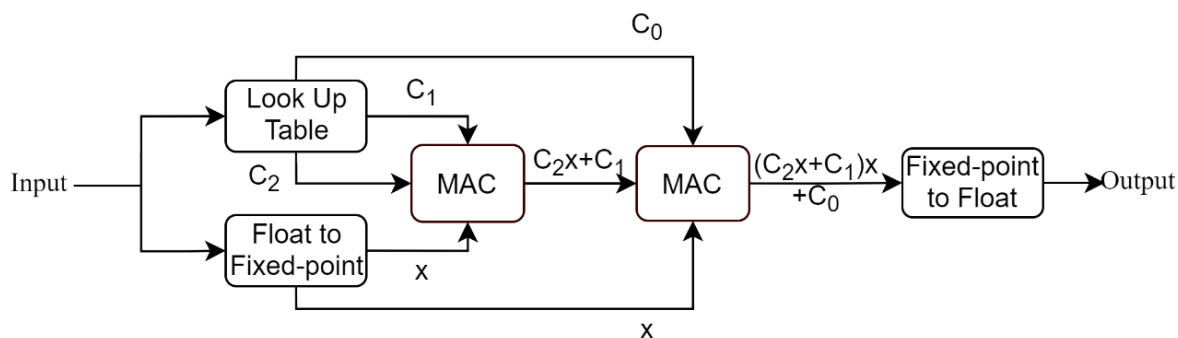 C₀
Look Up
Table
C₁
C₂
Input
MAC
C₂x+C₁
MAC
(C₂x+C₁)x
+C₀
Fixed-point
to Float
Output
Float to
Fixed-point
x
x